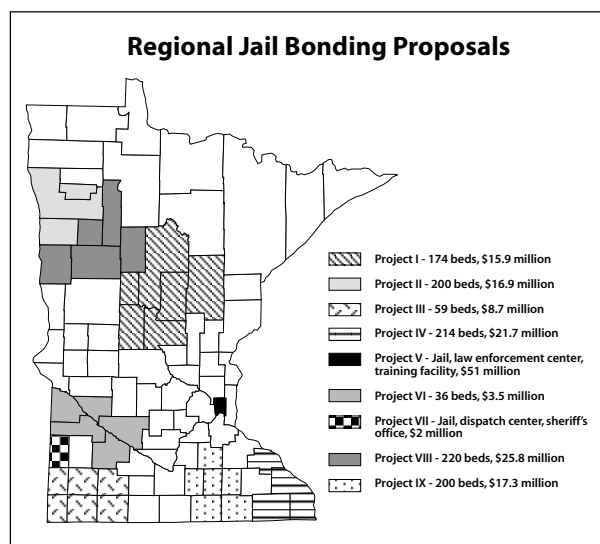 Regional Jail Bonding Proposals
Project I - 174 beds, $15.9 million
Project II - 200 beds, $16.9 million
Project III - 59 beds, $8.7 million
Project IV - 214 beds, $21.7 million
Project V - Jail, law enforcement center,
training facility, $51 million
Project VI - 36 beds, $3.5 million
Project VII - Jail, dispatch center, sheriff's
office, $2 million
Project VIII - 220 beds, $25.8 million
Project IX - 200 beds, $17.3 million